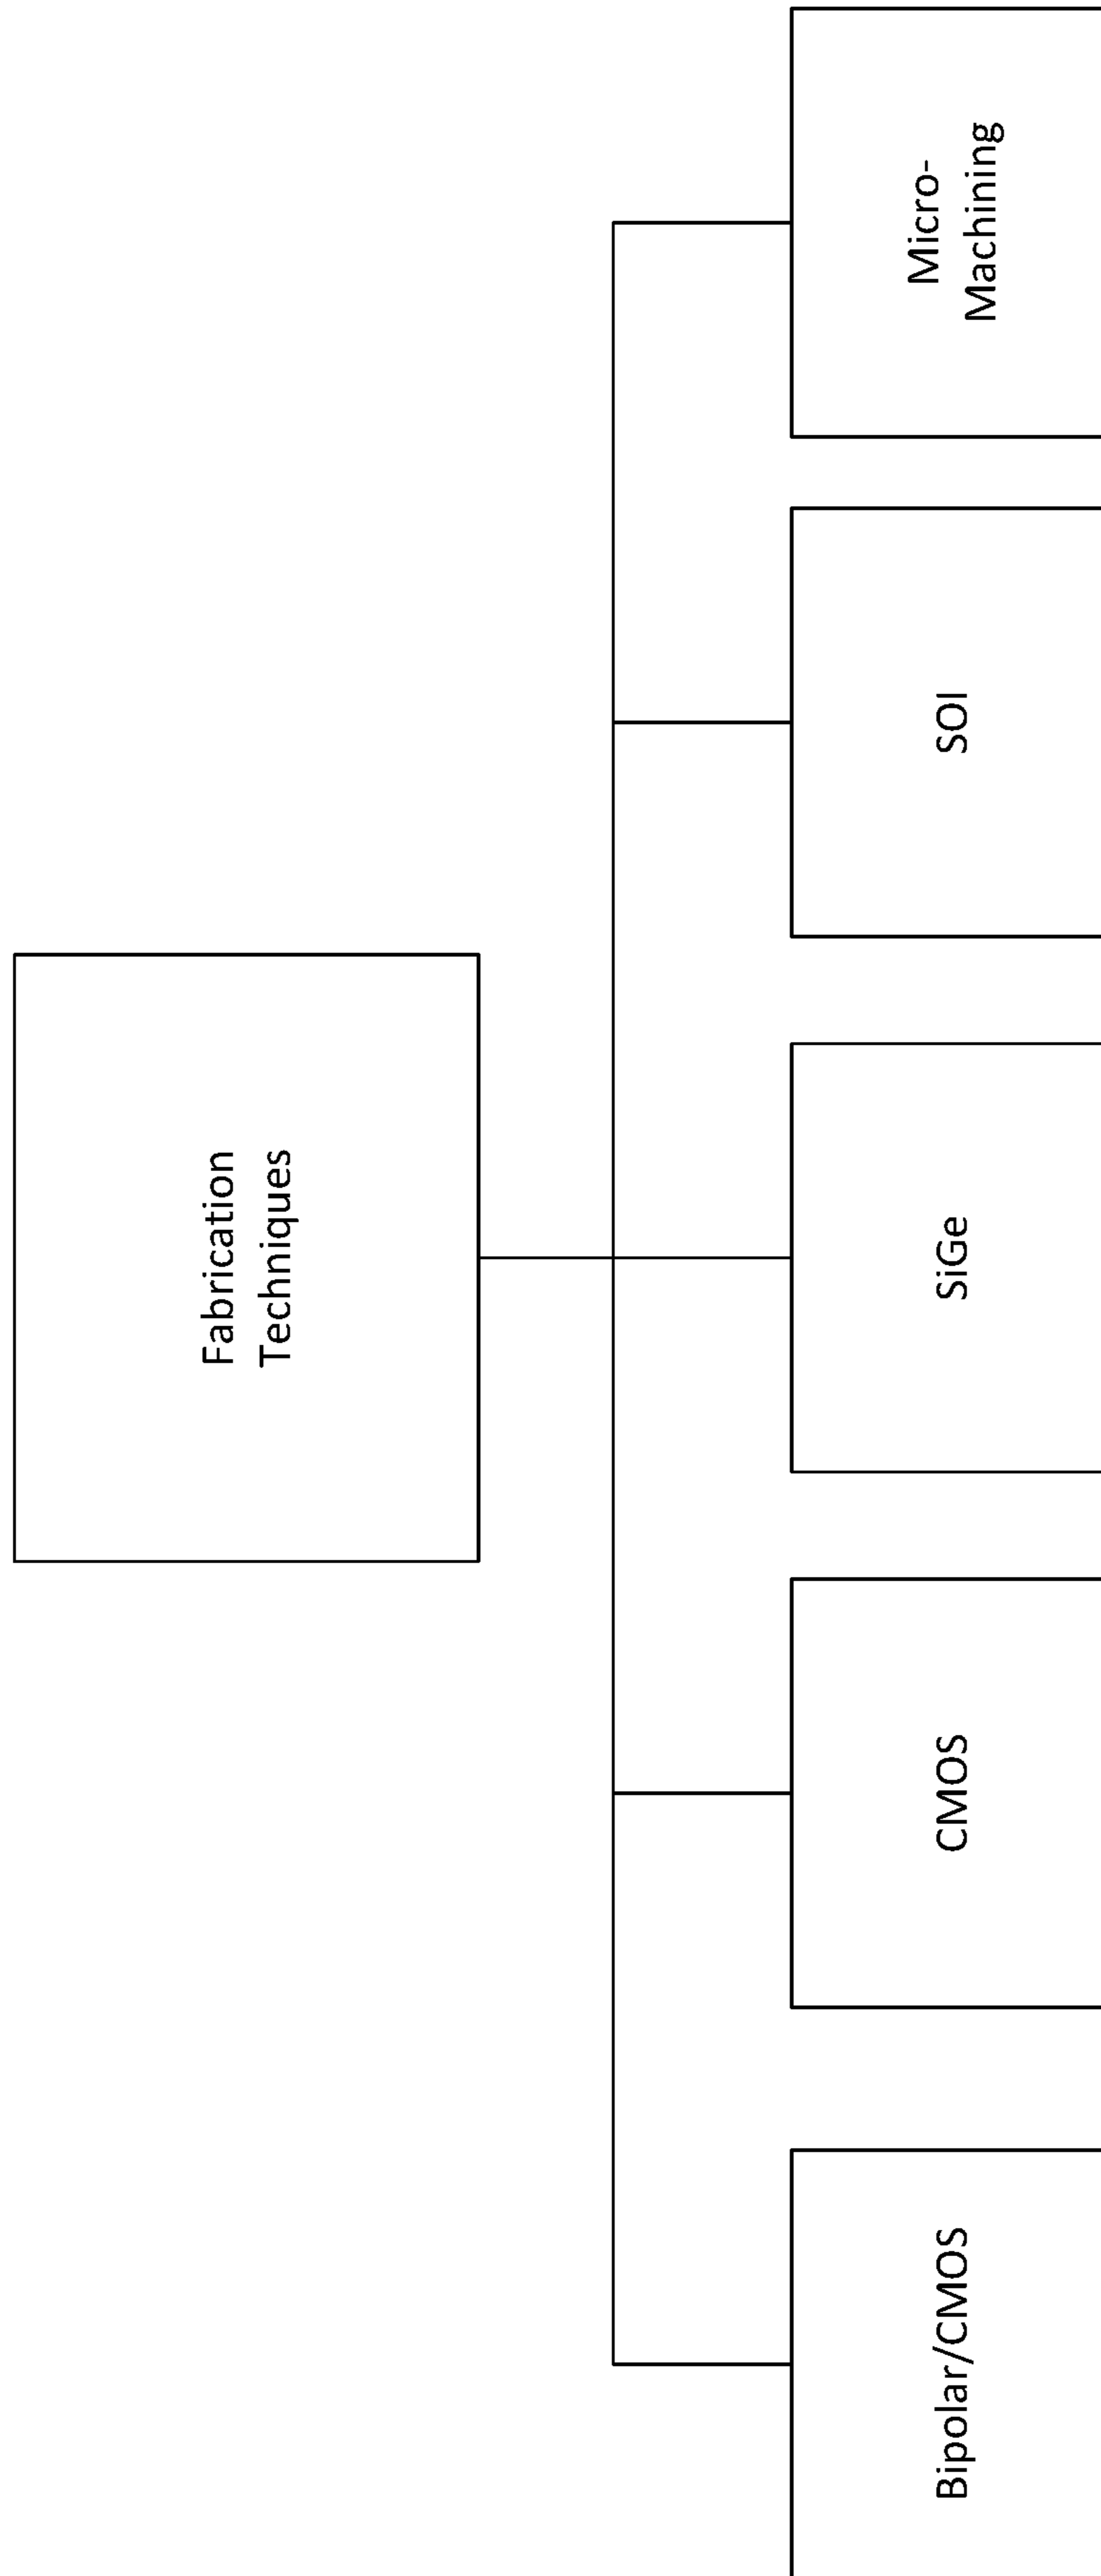 Fabrication
Techniques
Bipolar/CMOS
CMOS
SiGe
SOI
Micro-
Machining